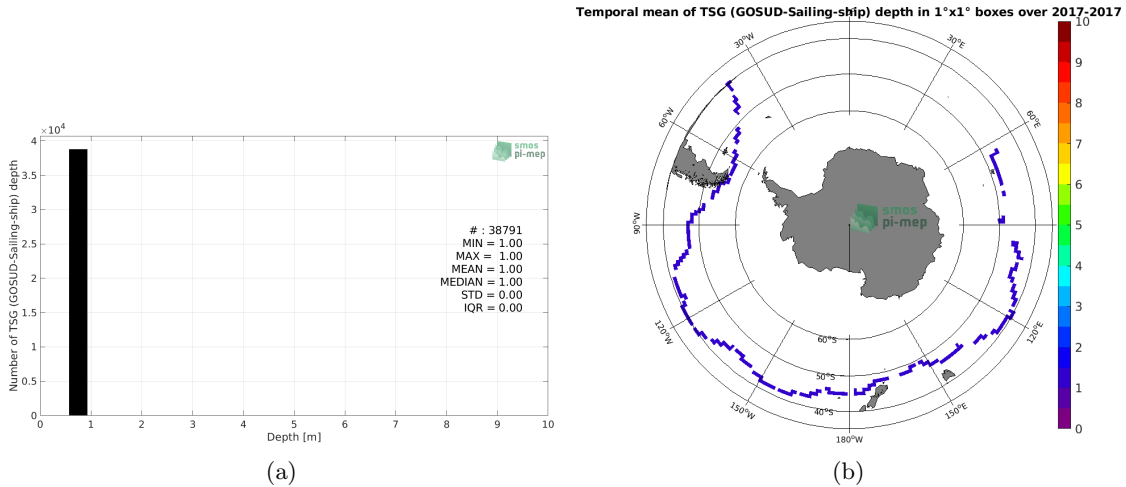 Temporal mean of TSG (GOSUD-Sailing-ship) depth in 1°x1° boxes over 2017-2017
×10⁴
4
3.5
3
2.5
2
1.5
1
0.5
0
Number of TSG (GOSUD-Sailing-ship) depth
smos
pi-mep
# : 38791
MIN = 1.00
MAX = 1.00
MEAN = 1.00
MEDIAN = 1.00
STD = 0.00
IQR = 0.00
0 1 2 3 4 5 6 7 8 9 10
Depth [m]
30°W
30°E
60°W
60°E
90°W
120°W
120°E
150°W
150°E
180°W
60°S
50°S
40°S
smos
pi-mep
10
9
8
7
6
5
4
3
2
1
0
(a)
(b)